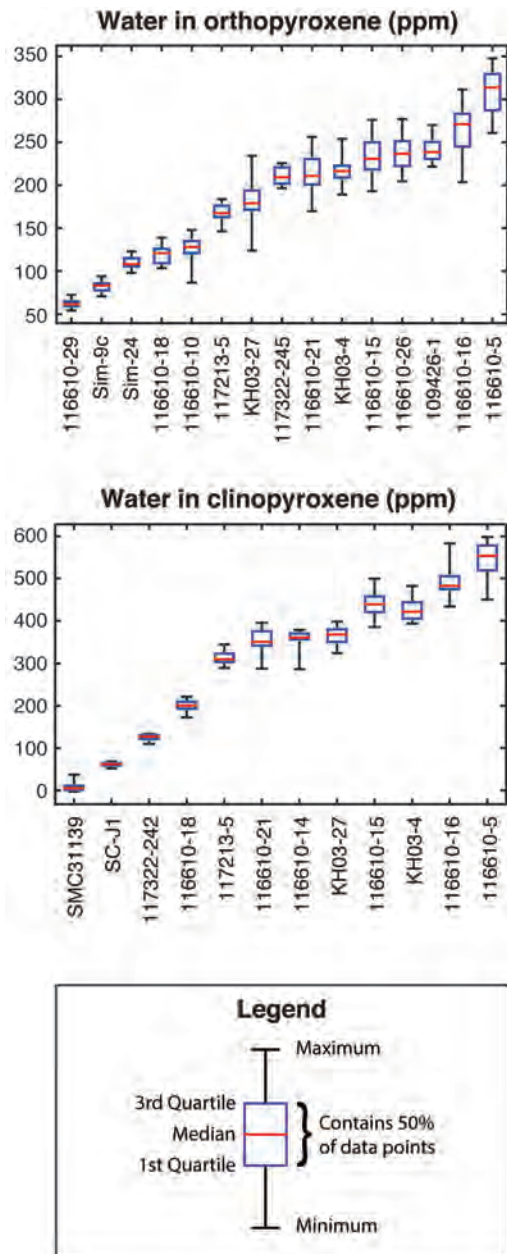 Water in orthopyroxene (ppm)
350
300
250
200
150
100
50
116610-29
Sim-9c
Sim-24
116610-18
116610-10
117213-5
KH03-27
117322-245
116610-21
KH03-4
116610-15
116610-26
109426-1
116610-16
116610-5
Water in clinopyroxene (ppm)
600
500
400
300
200
100
0
SMC31139
SC-J1
117322-242
116610-18
117213-5
116610-21
116610-14
KH03-27
116610-15
KH03-4
116610-16
116610-5
Legend
Maximum
3rd Quartile
Median
1st Quartile
Contains 50%
of data points
Minimum